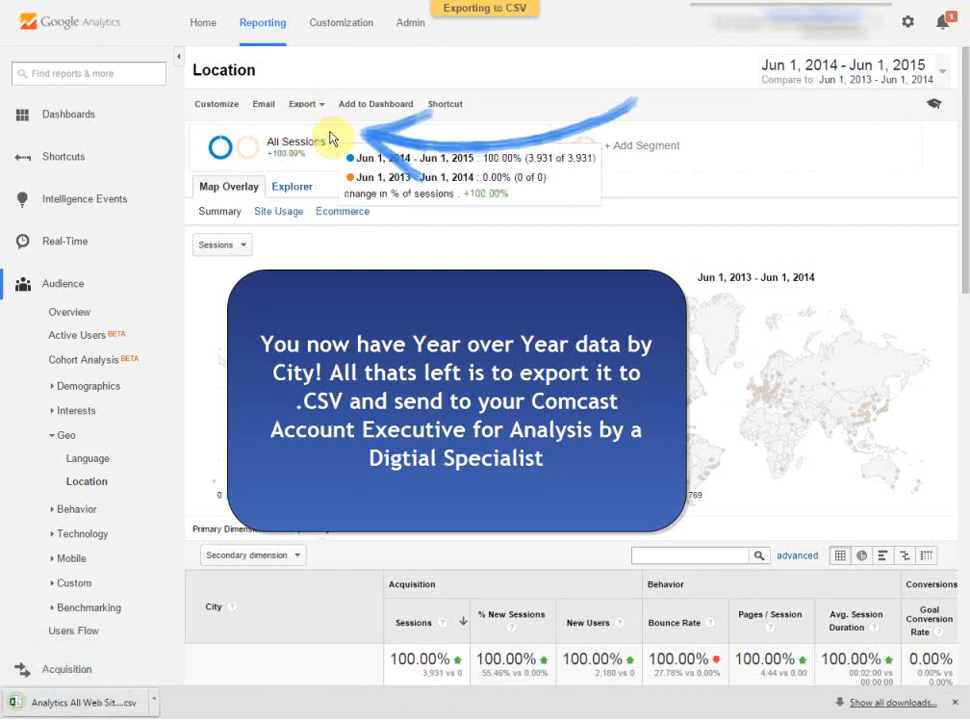 Exporting to CSV
Google Analytics
Home Reporting Customization Admin
1
Find reports & more
Location
Jun 1, 2014 - Jun 1, 2015
Compare to: Jun 1, 2013 - Jun 1, 2014
Dashboards
Shortcuts
Intelligence Events
Real-Time
Audience
Overview
Active Users BETA
Cohort Analysis BETA
Demographics
Interests
Geo
Language
Location
Behavior
Technology
Mobile
Custom
Benchmarking
Users Flow
Acquisition
Customize Email Export Add to Dashboard Shortcut
All Sessions
+100.00%
+ Add Segment
Jun 1, 2014 - Jun 1, 2015 : 100.00% (3,931 of 3,931)
Jun 1, 2013 - Jun 1, 2014 : 0.00% (0 of 0)
change in % of sessions : +100.00%
Map Overlay Explorer
Summary Site Usage Ecommerce
Sessions
Jun 1, 2013 - Jun 1, 2014
You now have Year over Year data by
City! All thats left is to export it to
.CSV and send to your Comcast
Account Executive for Analysis by a
Digtial Specialist
0 769
Primary
Secondary dimension
advanced
Acquisition Behavior Conversions
City ?
Sessions ? % New Sessions ? New Users ? Bounce Rate ? Pages / Session ? Avg. Session Duration ? Goal Conversion Rate ?
100.00% 100.00% 100.00% 100.00% 100.00% 100.00% 0.00%
3,931 vs 0 55.46% vs 0.00% 2,180 vs 0 27.78% vs 0.00% 4.44 vs 0.00 00:02:00 vs 00:00:00 0.00% vs 0.00%
Analytics All Web Sit....csv
Show all downloads...